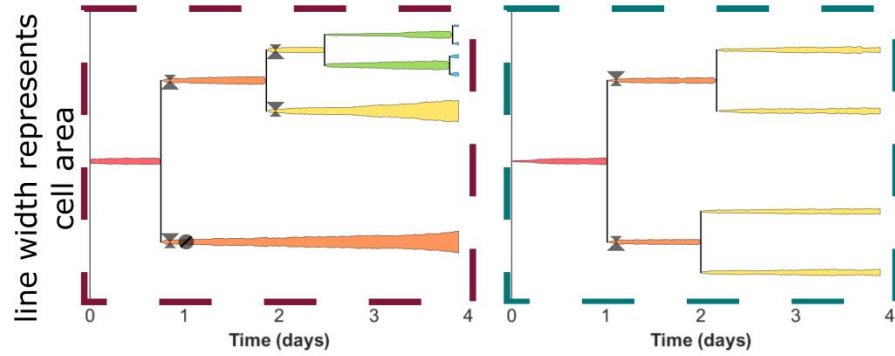 line width represents
cell area
0 1 2 3 4
Time (days)
0 1 2 3 4
Time (days)